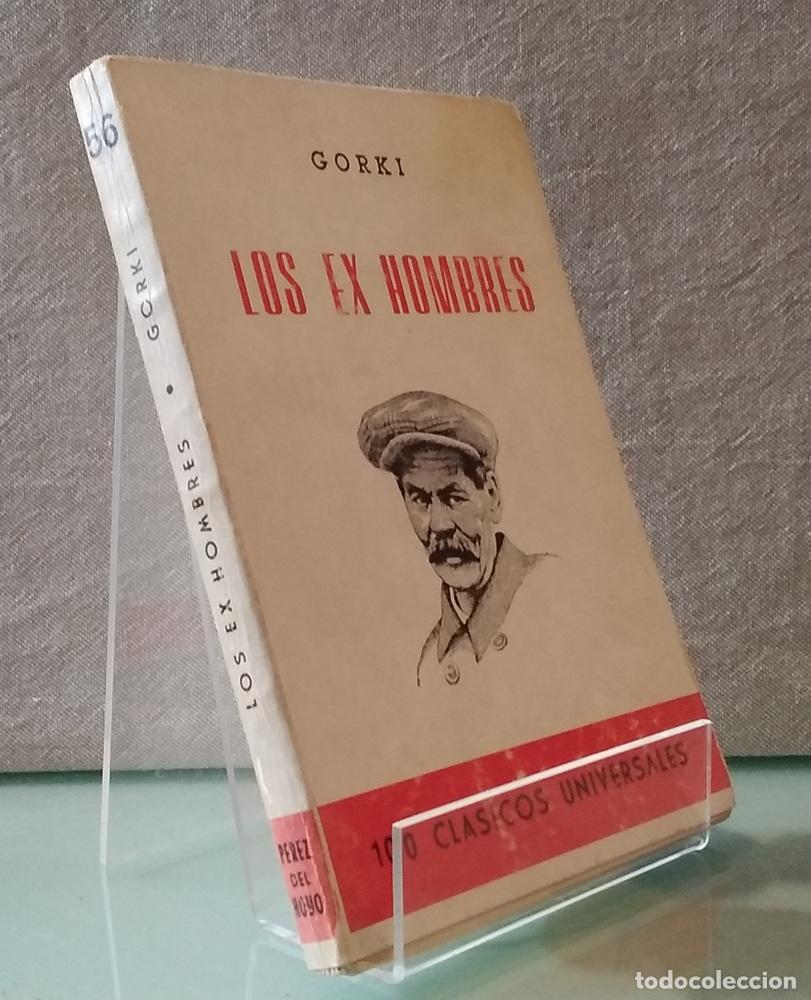 GORKI
LOS EX HOMBRES
100 CLASICOS UNIVERSALES
56
LOS EX HOMBRES • GORKI
PEREZ
DEL
HOYO
todocoleccion